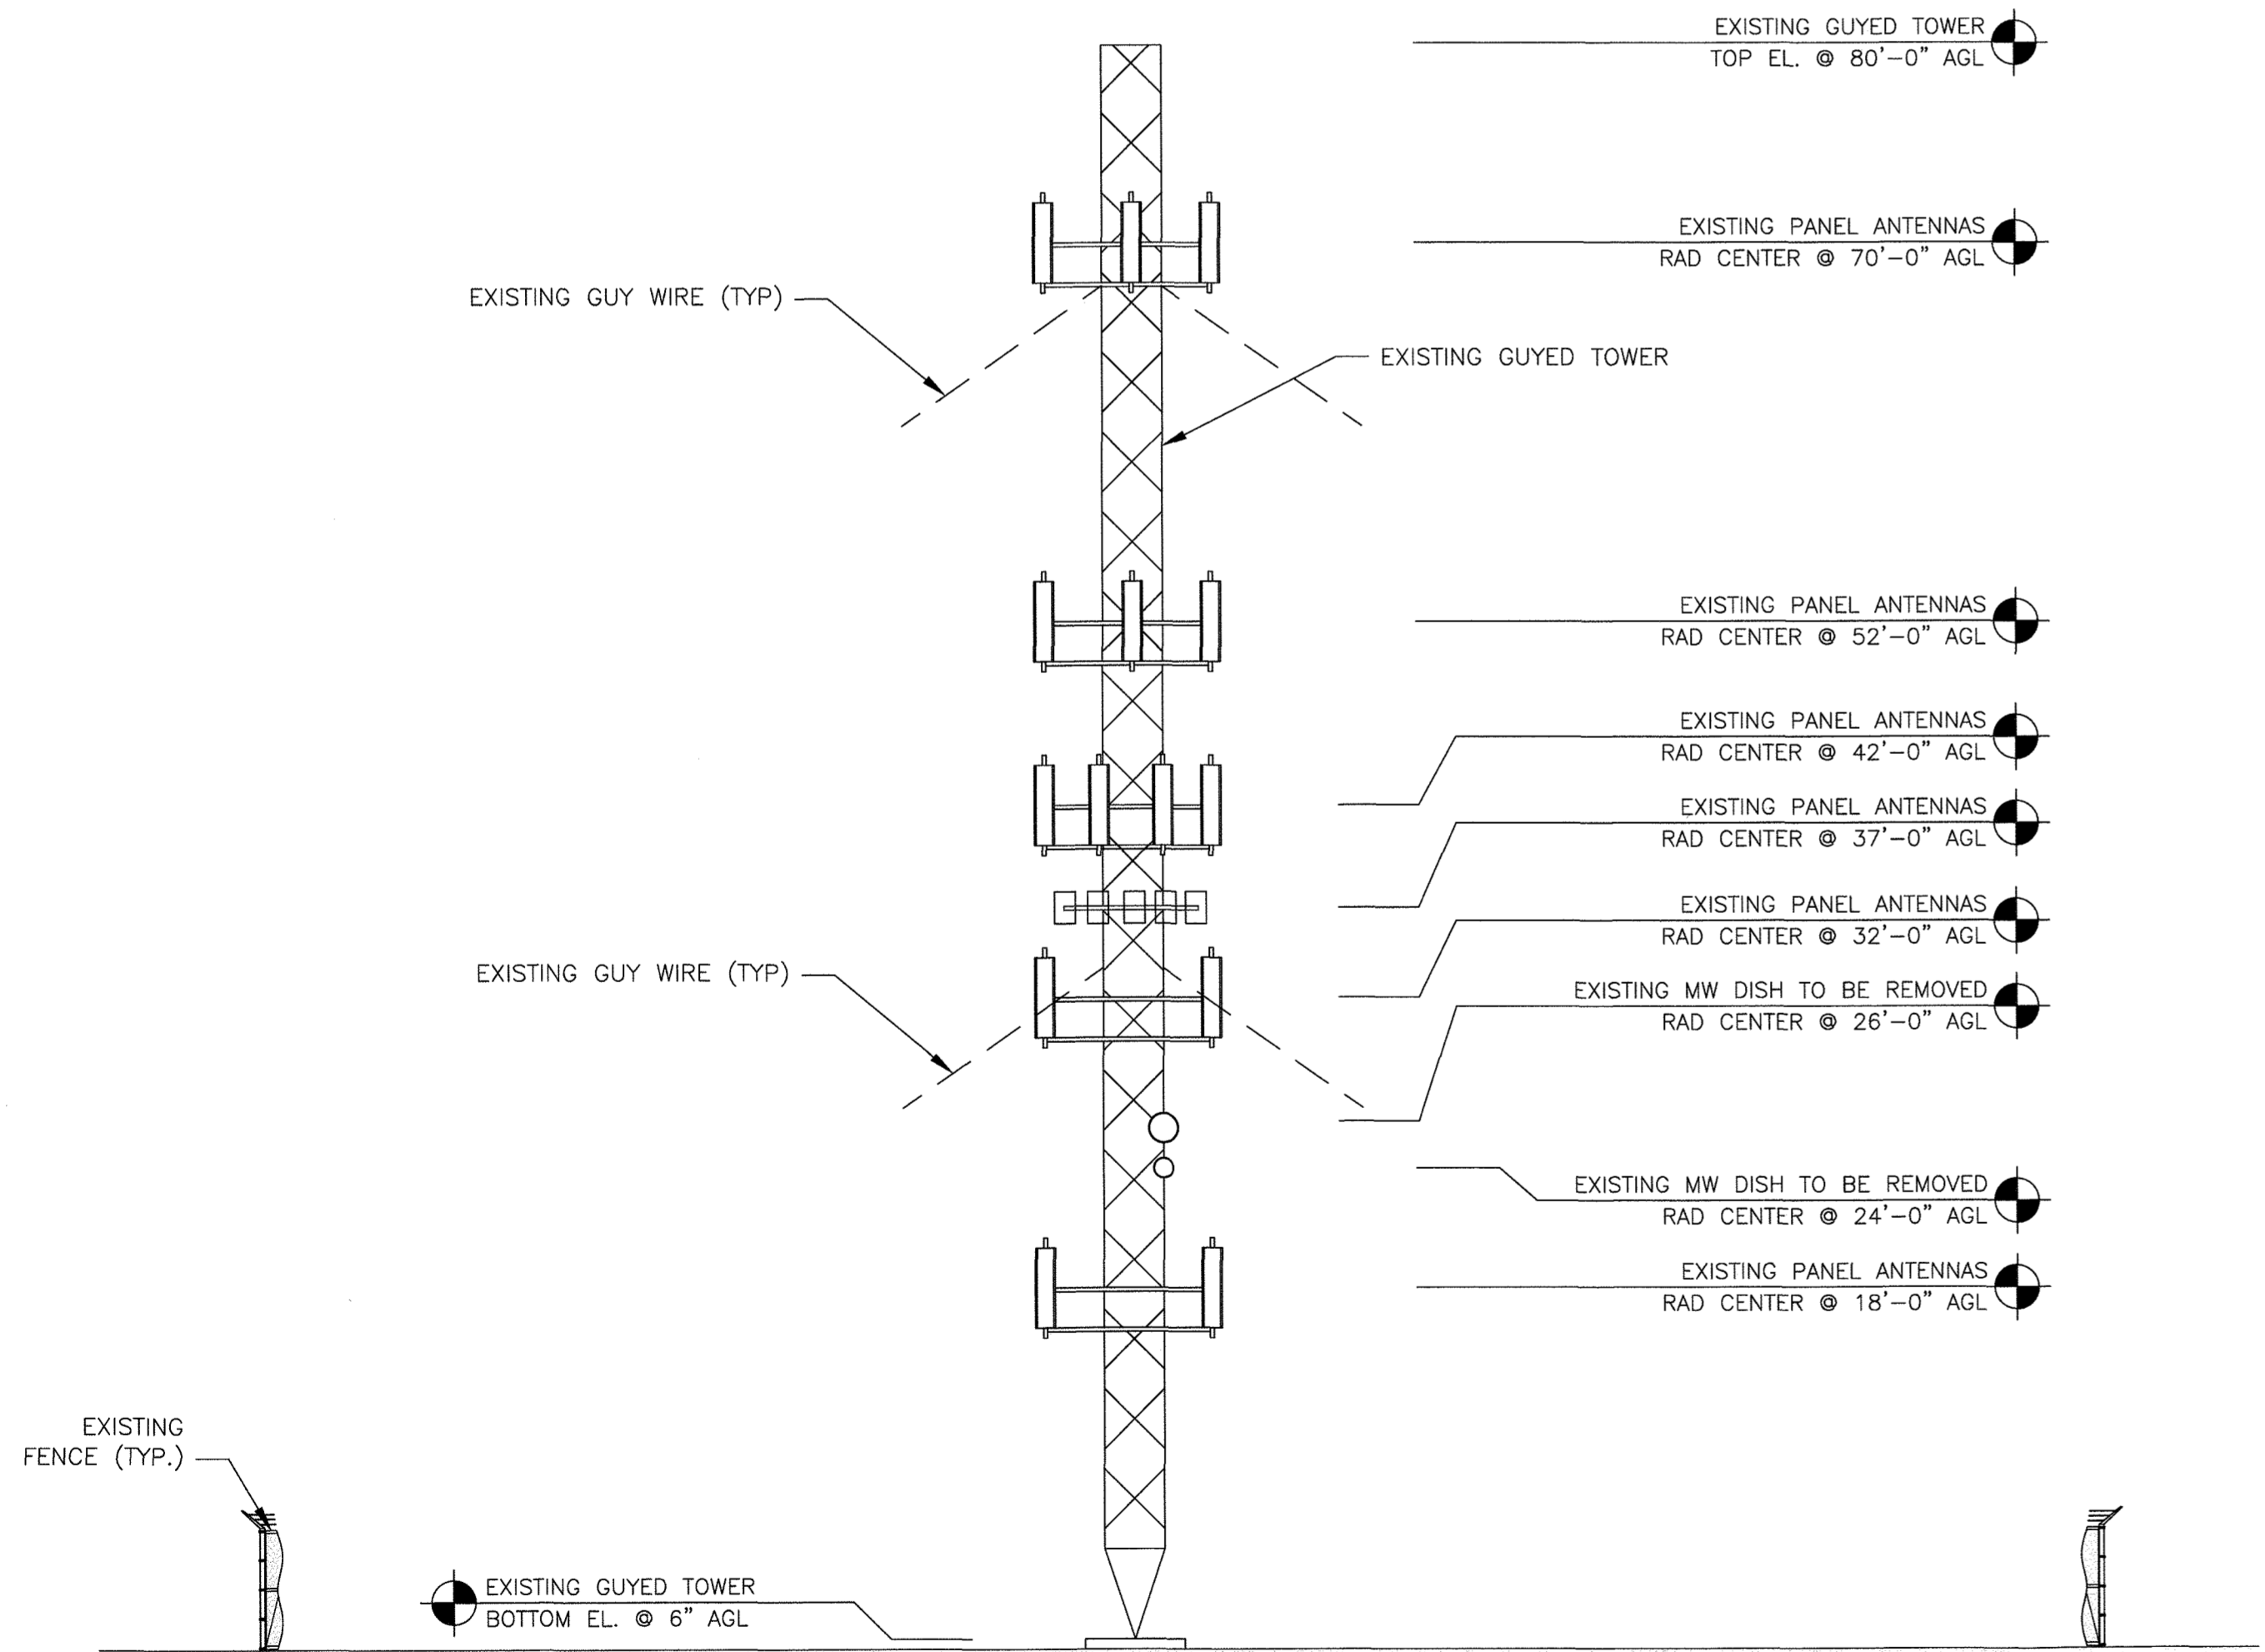 EXISTING GUYED TOWER
TOP EL. @ 80'-0" AGL
EXISTING PANEL ANTENNAS
RAD CENTER @ 70'-0" AGL
EXISTING GUY WIRE (TYP)
EXISTING GUYED TOWER
EXISTING PANEL ANTENNAS
RAD CENTER @ 52'-0" AGL
EXISTING PANEL ANTENNAS
RAD CENTER @ 42'-0" AGL
EXISTING PANEL ANTENNAS
RAD CENTER @ 37'-0" AGL
EXISTING PANEL ANTENNAS
RAD CENTER @ 32'-0" AGL
EXISTING GUY WIRE (TYP)
EXISTING MW DISH TO BE REMOVED
RAD CENTER @ 26'-0" AGL
EXISTING MW DISH TO BE REMOVED
RAD CENTER @ 24'-0" AGL
EXISTING PANEL ANTENNAS
RAD CENTER @ 18'-0" AGL
EXISTING
FENCE (TYP.)
EXISTING GUYED TOWER
BOTTOM EL. @ 6" AGL